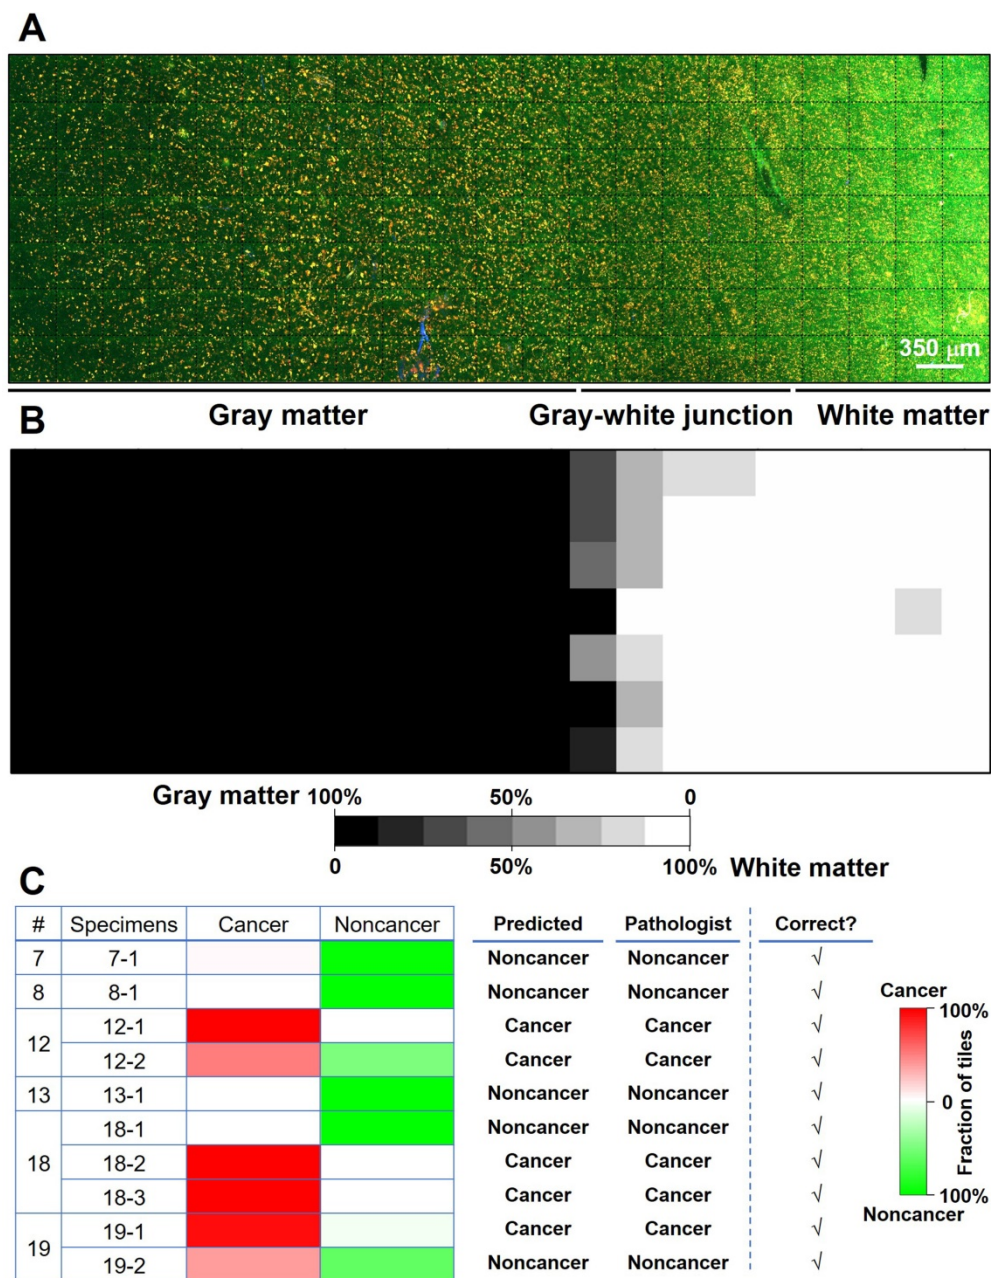 A
350 μm
Gray matter
Gray-white junction
White matter
B
Gray matter 100% 50% 0
0 50% 100% White matter
C
# Specimens Cancer Noncancer Predicted Pathologist Correct?
7 7-1 Noncancer Noncancer √
8 8-1 Noncancer Noncancer √
12 12-1 Cancer Cancer √
12-2 Cancer Cancer √
13 13-1 Noncancer Noncancer √
18 18-1 Noncancer Noncancer √
18-2 Cancer Cancer √
18-3 Cancer Cancer √
19 19-1 Cancer Cancer √
19-2 Noncancer Noncancer √
Cancer
100%
0
100%
Fraction of tiles
Noncancer